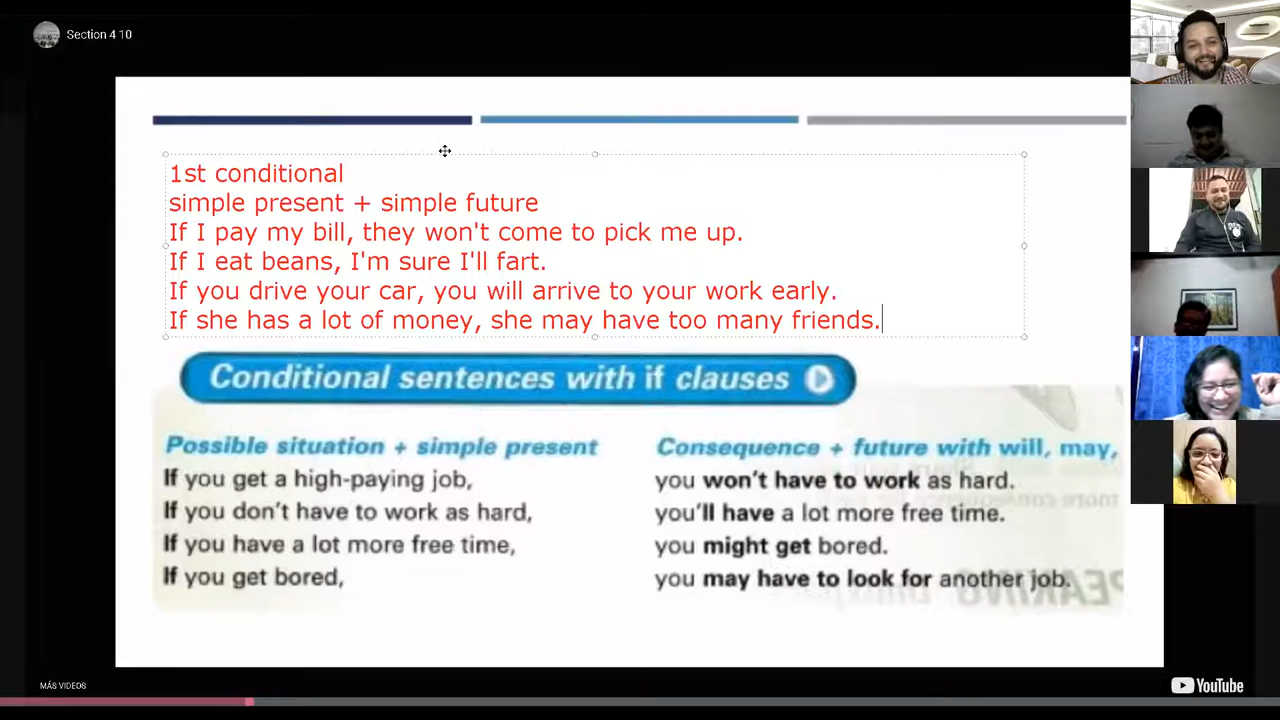 Section 4 10
1st conditional
simple present + simple future
If I pay my bill, they won't come to pick me up.
If I eat beans, I'm sure I'll fart.
If you drive your car, you will arrive to your work early.
If she has a lot of money, she may have too many friends.
Conditional sentences with if clauses
Possible situation + simple present
If you get a high-paying job,
If you don't have to work as hard,
If you have a lot more free time,
If you get bored,
Consequence + future with will, may,
you won't have to work as hard.
you'll have a lot more free time.
you might get bored.
you may have to look for another job.
MÁS VIDEOS
YouTube